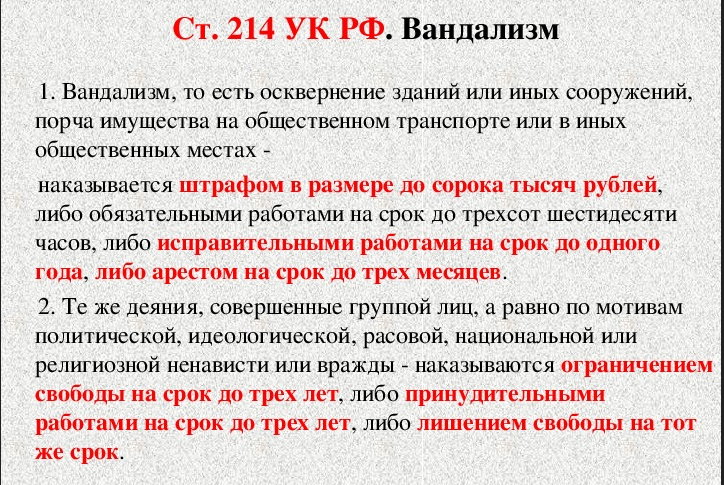 Ст. 214 УК РФ. Вандализм
1. Вандализм, то есть осквернение зданий или иных сооружений,
порча имущества на общественном транспорте или в иных
общественных местах -
наказывается штрафом в размере до сорока тысяч рублей,
либо обязательными работами на срок до трехсот шестидесяти
часов, либо исправительными работами на срок до одного
года, либо арестом на срок до трех месяцев.
2. Те же деяния, совершенные группой лиц, а равно по мотивам
политической, идеологической, расовой, национальной или
религиозной ненависти или вражды - наказываются ограничением
свободы на срок до трех лет, либо принудительными
работами на срок до трех лет, либо лишением свободы на тот
же срок.